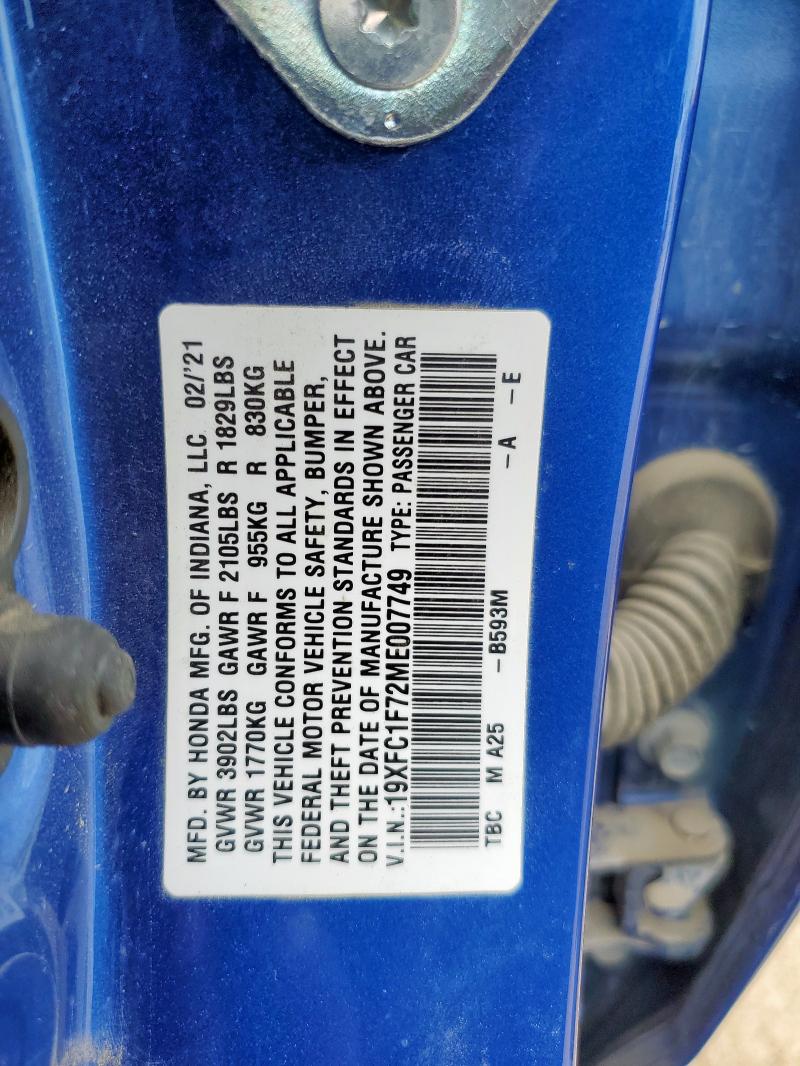 MFD. BY HONDA MFG. OF INDIANA, LLC 02/'21
GVWR 3902LBS GAWR F 2105LBS R 1829LBS
GVWR 1770KG GAWR F 955KG R 830KG
THIS VEHICLE CONFORMS TO ALL APPLICABLE
FEDERAL MOTOR VEHICLE SAFETY, BUMPER,
AND THEFT PREVENTION STANDARDS IN EFFECT
ON THE DATE OF MANUFACTURE SHOWN ABOVE.
V.I.N.:19XFC1F72ME007749 TYPE: PASSENGER CAR
TBC M A25 -B593M -A -E